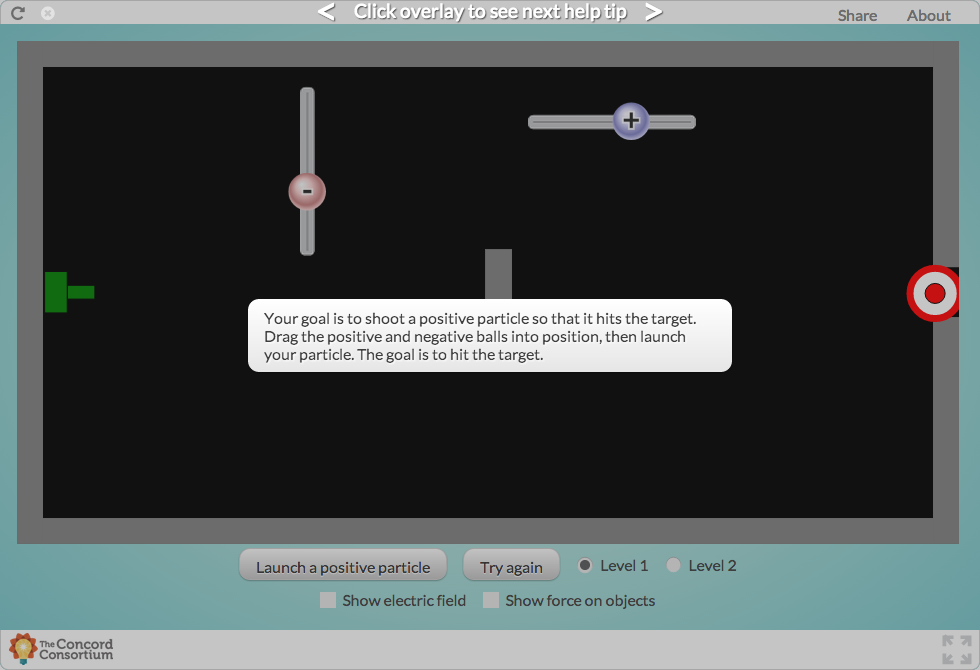 < Click overlay to see next help tip >
Share About
-
+
Your goal is to shoot a positive particle so that it hits the target.
Drag the positive and negative balls into position, then launch
your particle. The goal is to hit the target.
Launch a positive particle Try again Level 1 Level 2
Show electric field Show force on objects
The Concord
Consortium